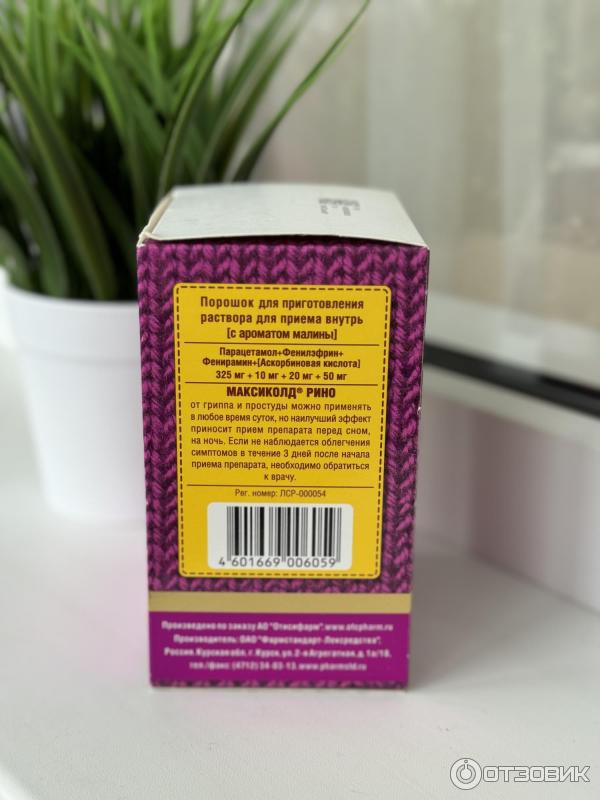 Порошок для приготовления
раствора для приема внутрь
[с ароматом малины]
Парацетамол+Фенилэфрин+
Фенирамин+[Аскорбиновая кислота]
325 мг + 10 мг + 20 мг + 50 мг
МАКСИКОЛД® РИНО
от гриппа и простуды можно применять
в любое время суток, но наилучший эффект
приносит прием препарата перед сном,
на ночь. Если не наблюдается облегчения
симптомов в течение 3 дней после начала
приема препарата, необходимо обратиться
к врачу.
Рег. номер: ЛСР-000054
4 601669 006059
Произведено по заказу АО "Отисифарм". www.otcpharm.ru
Производитель: ОАО "Фармстандарт-Лексредства".
Россия. Курская обл., г. Курск, ул. 2-я Агрегатная, д. 1а/18.
тел./факс: (4712) 34-03-13. www.pharmstd.ru
ОТЗОВИК